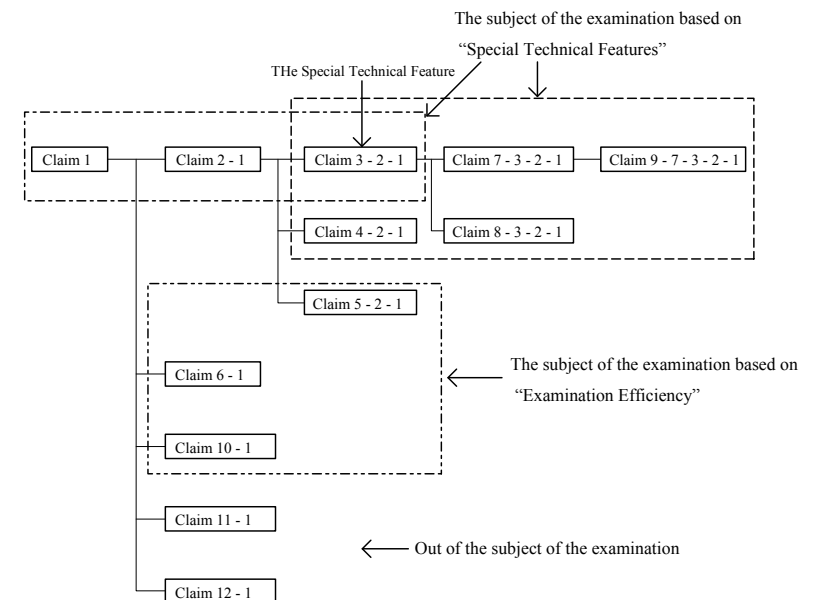 The subject of the examination based on
“Special Technical Features”
THe Special Technical Feature
Claim 1
Claim 2 - 1
Claim 3 - 2 - 1
Claim 7 - 3 - 2 - 1
Claim 9 - 7 - 3 - 2 - 1
Claim 4 - 2 - 1
Claim 8 - 3 - 2 - 1
Claim 5 - 2 - 1
The subject of the examination based on
“Examination Efficiency”
Claim 6 - 1
Claim 10 - 1
Claim 11 - 1
Out of the subject of the examination
Claim 12 - 1